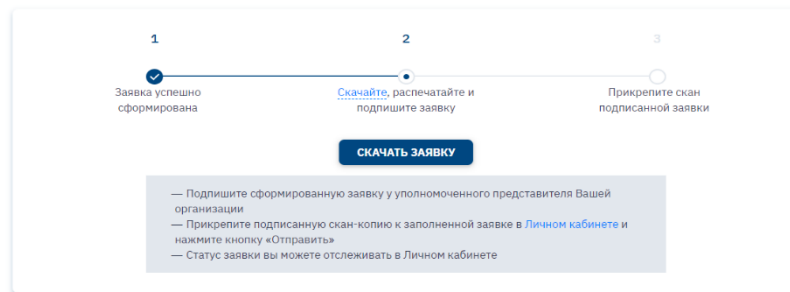 1
2
3
Заявка успешно
сформирована
Скачайте, распечатайте и
подпишите заявку
Прикрепите скан
подписанной заявки
СКАЧАТЬ ЗАЯВКУ
— Подпишите сформированную заявку у уполномоченного представителя Вашей
организации
— Прикрепите подписанную скан-копию к заполненной заявке в Личном кабинете и
нажмите кнопку «Отправить»
— Статус заявки вы можете отслеживать в Личном кабинете